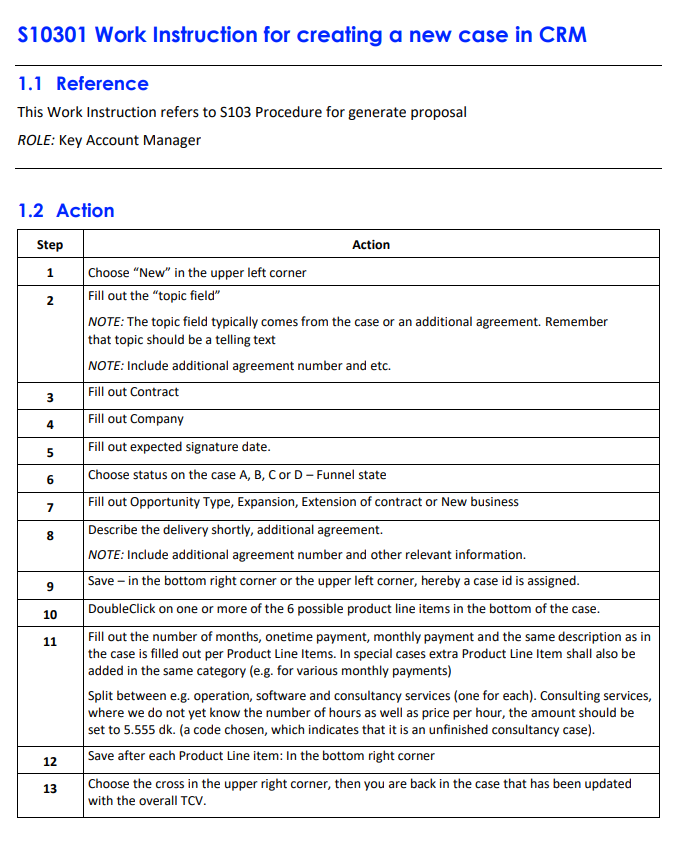 S10301 Work Instruction for creating a new case in CRM
1.1 Reference
This Work Instruction refers to S103 Procedure for generate proposal
ROLE: Key Account Manager
1.2 Action
Step Action
1 Choose “New” in the upper left corner
2 Fill out the “topic field”
NOTE: The topic field typically comes from the case or an additional agreement. Remember
that topic should be a telling text
NOTE: Include additional agreement number and etc.
3 Fill out Contract
4 Fill out Company
5 Fill out expected signature date.
6 Choose status on the case A, B, C or D – Funnel state
7 Fill out Opportunity Type, Expansion, Extension of contract or New business
8 Describe the delivery shortly, additional agreement.
NOTE: Include additional agreement number and other relevant information.
9 Save – in the bottom right corner or the upper left corner, hereby a case id is assigned.
10 DoubleClick on one or more of the 6 possible product line items in the bottom of the case.
11 Fill out the number of months, onetime payment, monthly payment and the same description as in
the case is filled out per Product Line Items. In special cases extra Product Line Item shall also be
added in the same category (e.g. for various monthly payments)
Split between e.g. operation, software and consultancy services (one for each). Consulting services,
where we do not yet know the number of hours as well as price per hour, the amount should be
set to 5.555 dk. (a code chosen, which indicates that it is an unfinished consultancy case).
12 Save after each Product Line item: In the bottom right corner
13 Choose the cross in the upper right corner, then you are back in the case that has been updated
with the overall TCV.